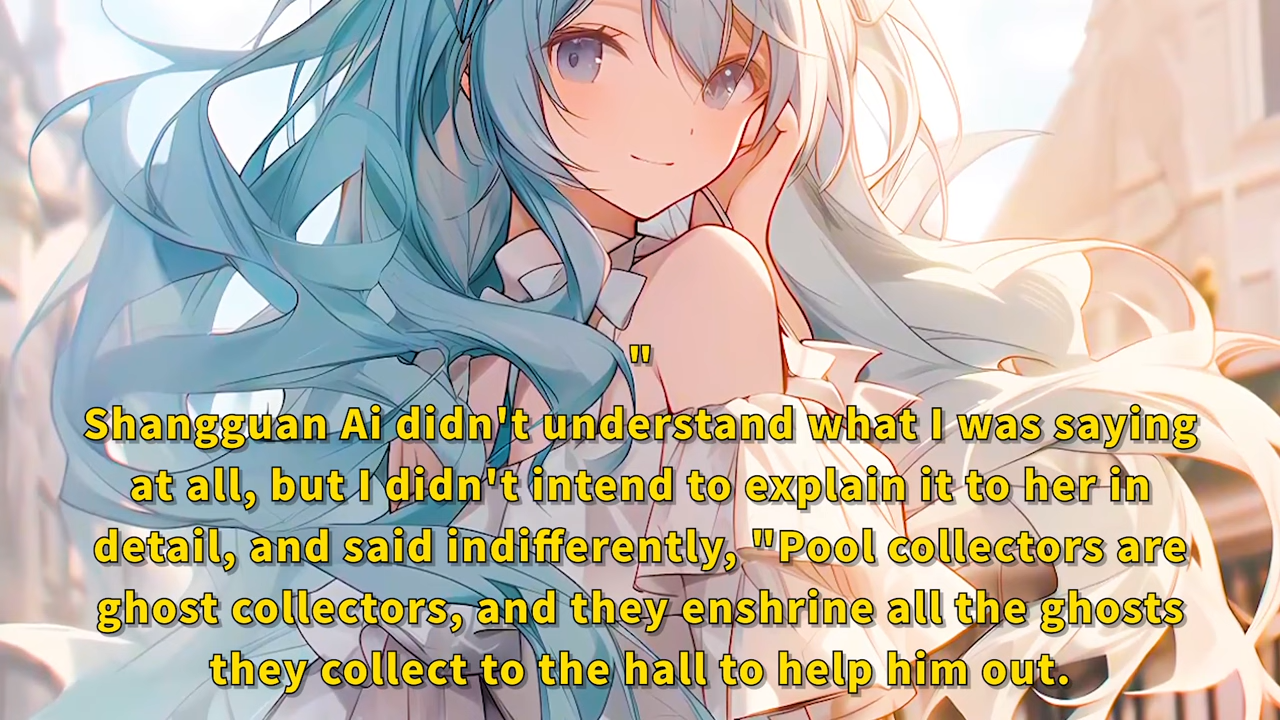 "
Shangguan Ai didn't understand what I was saying
at all, but I didn't intend to explain it to her in
detail, and said indifferently, "Pool collectors are
ghost collectors, and they enshrine all the ghosts
they collect to the hall to help him out.